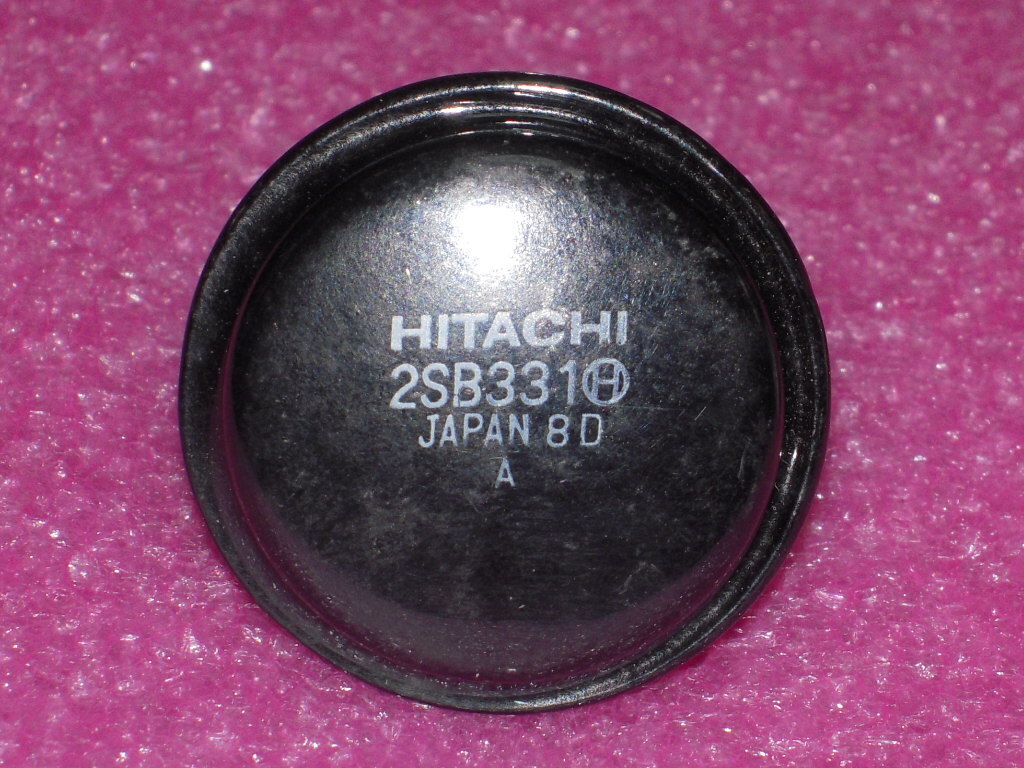 HITACHI
2SB331Ⓗ
JAPAN 8D
A